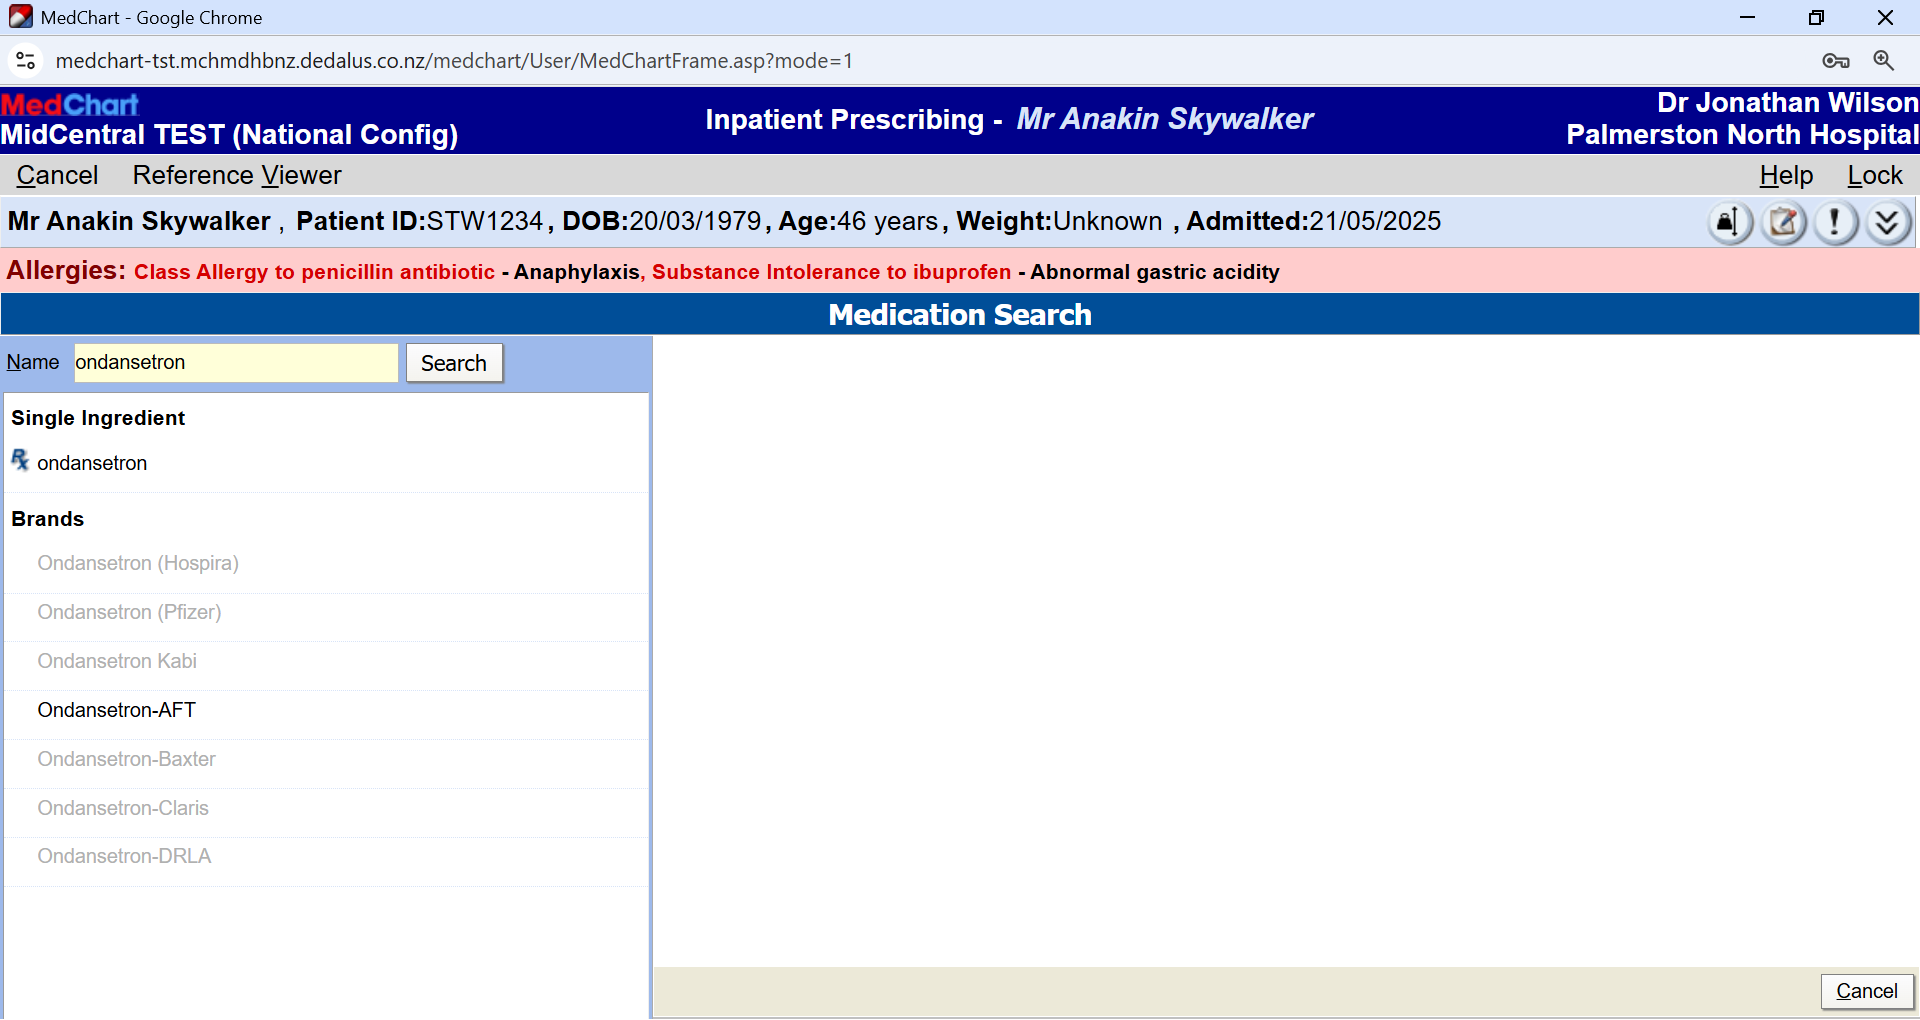 MedChart - Google Chrome
medchart-tst.mchmdhbnz.dedalus.co.nz/medchart/User/MedChartFrame.asp?mode=1
MedChart
MidCentral TEST (National Config)
Inpatient Prescribing - Mr Anakin Skywalker
Dr Jonathan Wilson
Palmerston North Hospital
Cancel Reference Viewer Help Lock
Mr Anakin Skywalker , Patient ID:STW1234, DOB:20/03/1979, Age:46 years, Weight:Unknown , Admitted:21/05/2025
Allergies: Class Allergy to penicillin antibiotic - Anaphylaxis, Substance Intolerance to ibuprofen - Abnormal gastric acidity
Medication Search
Name ondansetron Search
Single Ingredient
Rx ondansetron
Brands
Ondansetron (Hospira)
Ondansetron (Pfizer)
Ondansetron Kabi
Ondansetron-AFT
Ondansetron-Baxter
Ondansetron-Claris
Ondansetron-DRLA
Cancel